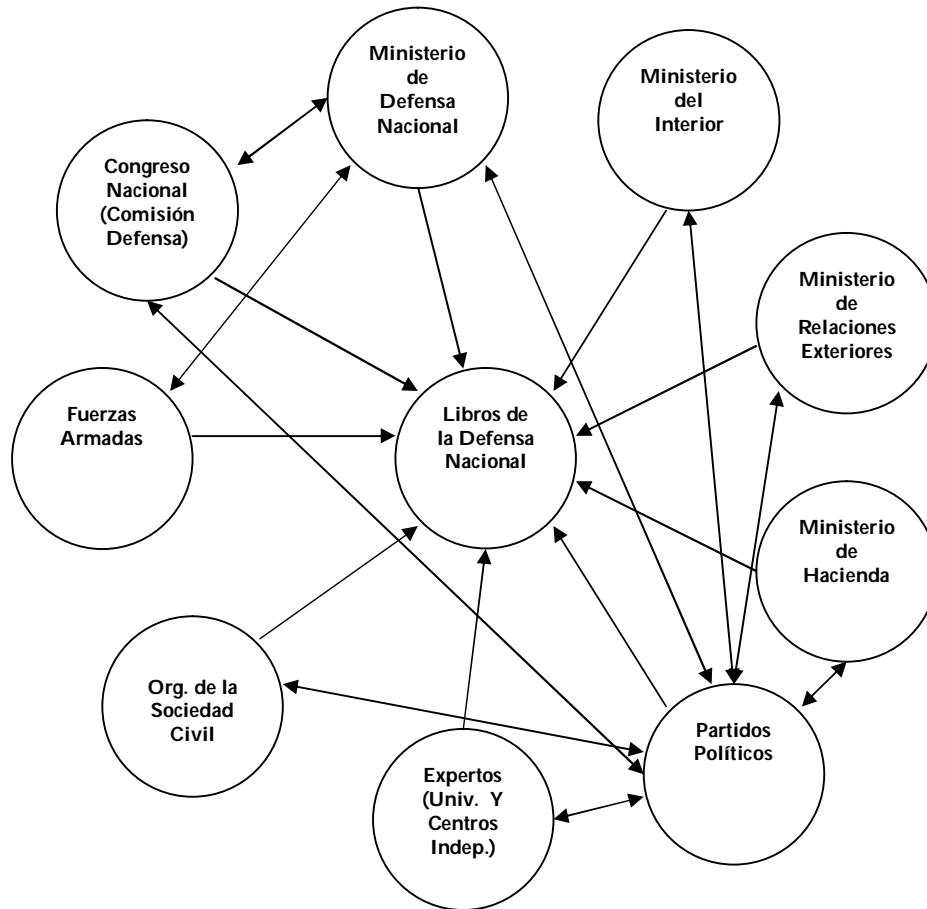 Ministerio
de
Defensa
Nacional
Ministerio
del
Interior
Congreso
Nacional
(Comisión
Defensa)
Ministerio
de
Relaciones
Exteriores
Fuerzas
Armadas
Libros de
la Defensa
Nacional
Ministerio
de
Hacienda
Org. de la
Sociedad
Civil
Partidos
Políticos
Expertos
(Univ. Y
Centros
Indep.)